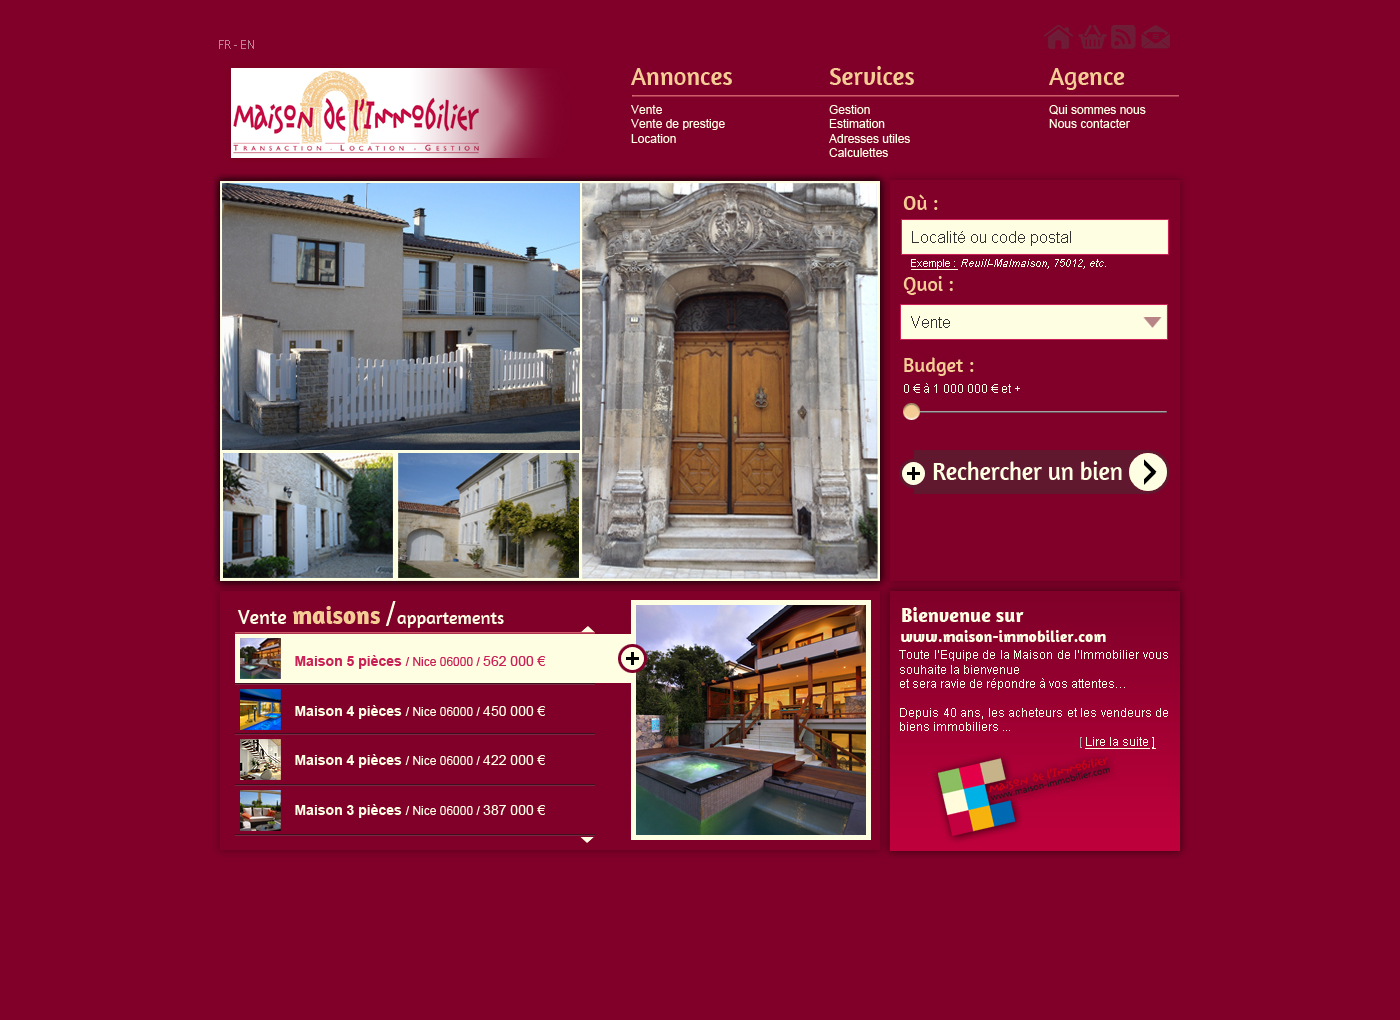 FR - EN
Maison de l'Immobilier
Transaction . Location . Gestion
Annonces
Vente
Vente de prestige
Location
Services
Gestion
Estimation
Adresses utiles
Calculettes
Agence
Qui sommes nous
Nous contacter
Où :
Localité ou code postal
Exemple : Reuill-Malmaison, 75012, etc.
Quoi :
Vente
Budget :
0 € à 1 000 000 € et +
Rechercher un bien
Vente maisons / appartements
Maison 5 pièces / Nice 06000 / 562 000 €
Maison 4 pièces / Nice 06000 / 450 000 €
Maison 4 pièces / Nice 06000 / 422 000 €
Maison 3 pièces / Nice 06000 / 387 000 €
Bienvenue sur
www.maison-immobilier.com
Toute l'Equipe de la Maison de l'Immobilier vous
souhaite la bienvenue
et sera ravie de répondre à vos attentes...
Depuis 40 ans, les acheteurs et les vendeurs de
biens immobiliers ...
[ Lire la suite ]
Maison de l'Immobilier
www.maison-immobilier.com